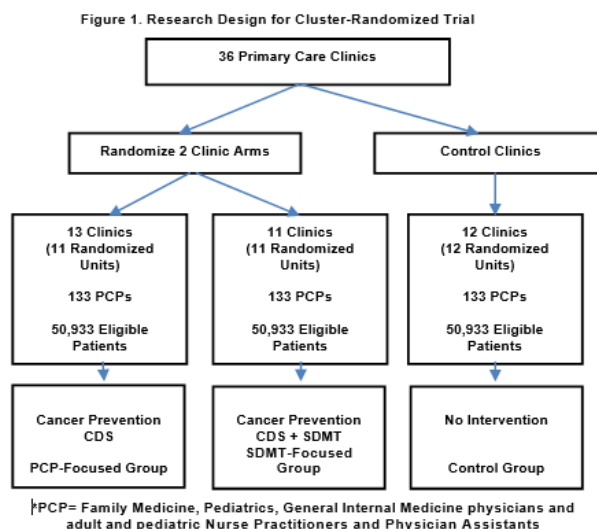 Figure 1. Research Design for Cluster-Randomized Trial
36 Primary Care Clinics
Randomize 2 Clinic Arms
Control Clinics
13 Clinics
(11 Randomized
Units)
133 PCPs
50,933 Eligible
Patients
11 Clinics
(11 Randomized
Units)
133 PCPs
50,933 Eligible
Patients
12 Clinics
(12 Randomized
Units)
133 PCPs
50,933 Eligible
Patients
Cancer Prevention
CDS
PCP-Focused Group
Cancer Prevention
CDS + SDMT
SDMT-Focused
Group
No Intervention
Control Group
*PCP= Family Medicine, Pediatrics, General Internal Medicine physicians and
adult and pediatric Nurse Practitioners and Physician Assistants